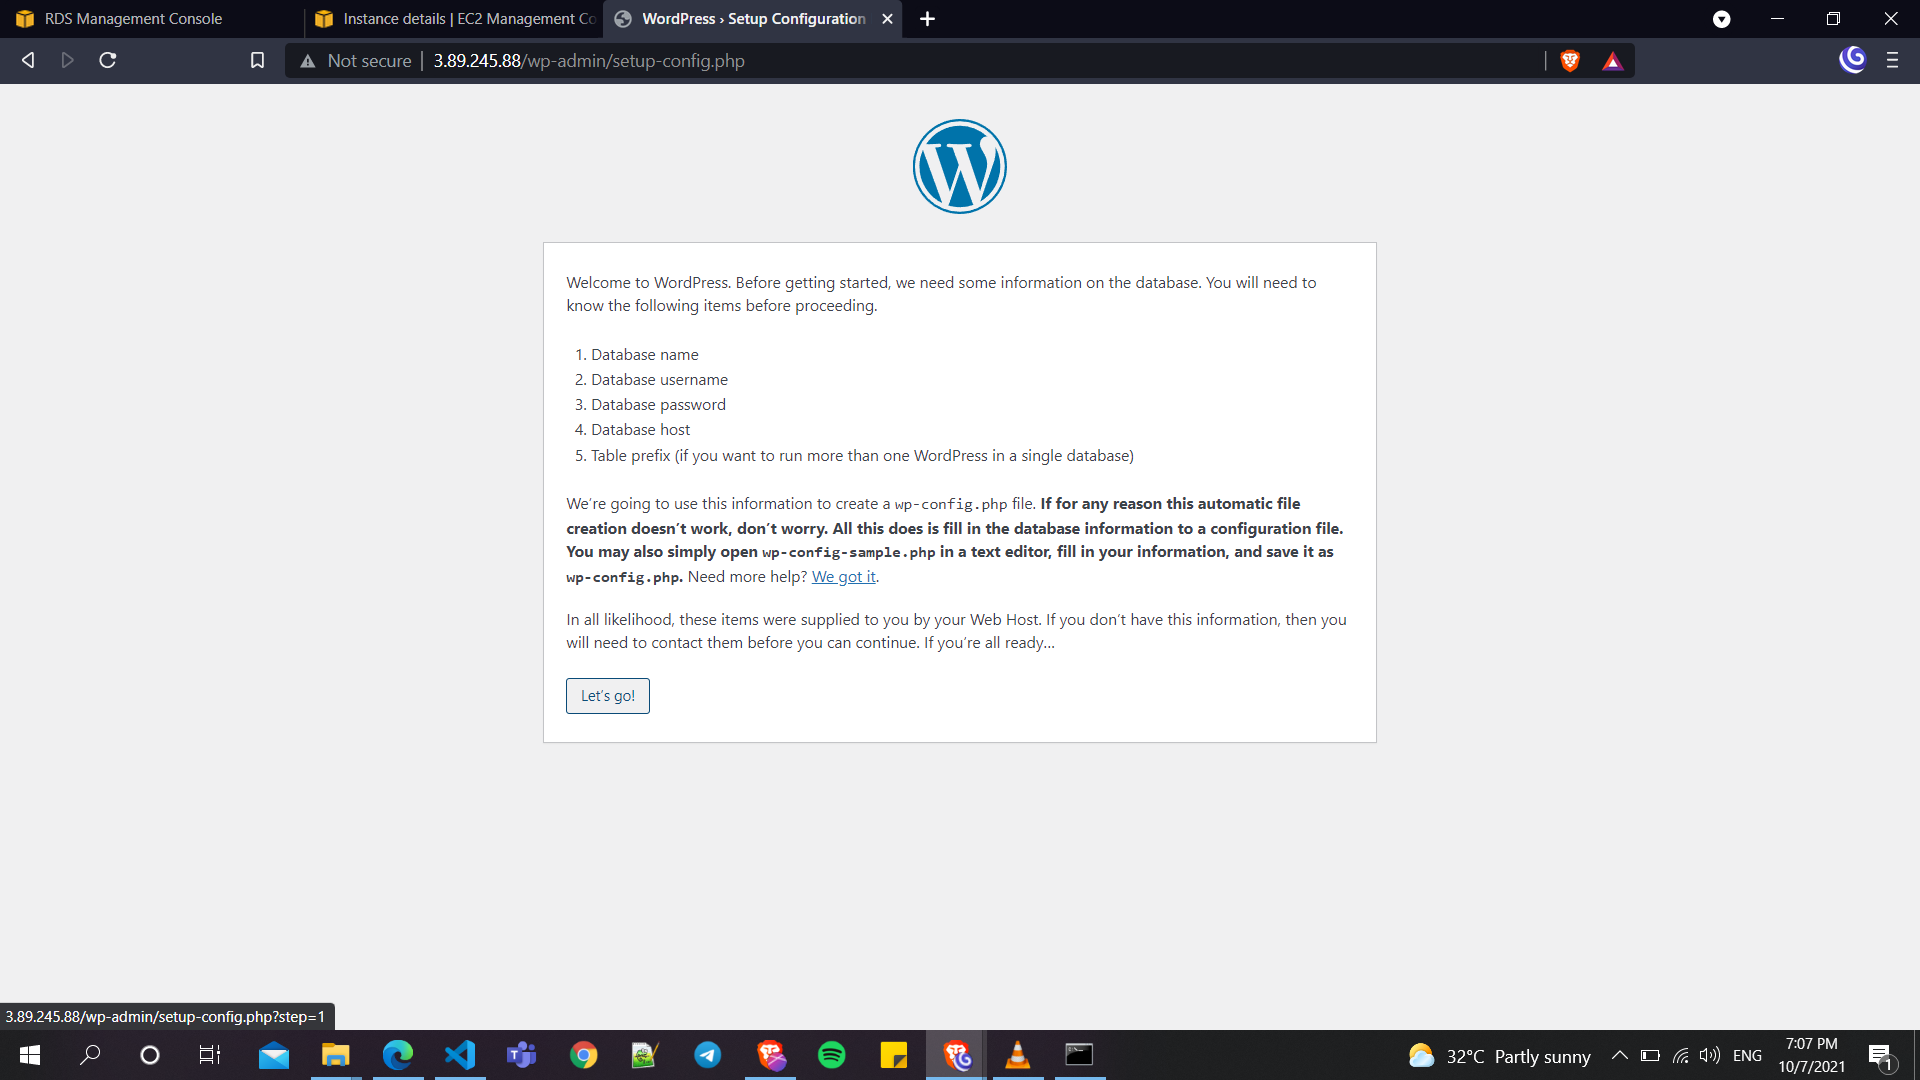 RDS Management Console
Instance details | EC2 Management Co
WordPress › Setup Configuration
Not secure
3.89.245.88/wp-admin/setup-config.php
W
Welcome to WordPress. Before getting started, we need some information on the database. You will need to
know the following items before proceeding.
1. Database name
2. Database username
3. Database password
4. Database host
5. Table prefix (if you want to run more than one WordPress in a single database)
We’re going to use this information to create a wp-config.php file. If for any reason this automatic file
creation doesn’t work, don’t worry. All this does is fill in the database information to a configuration file.
You may also simply open wp-config-sample.php in a text editor, fill in your information, and save it as
wp-config.php. Need more help? We got it.
In all likelihood, these items were supplied to you by your Web Host. If you don’t have this information, then you
will need to contact them before you can continue. If you’re all ready…
Let’s go!
3.89.245.88/wp-admin/setup-config.php?step=1
32°C Partly sunny
ENG
7:07 PM
10/7/2021
1